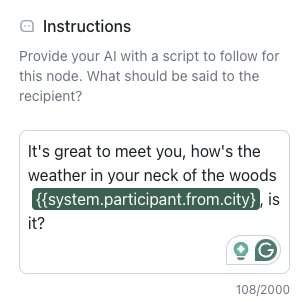 Instructions
Provide your AI with a script to follow for
this node. What should be said to the
recipient?
It's great to meet you, how's the
weather in your neck of the woods
{{system.participant.from.city}, is
it?
108/2000